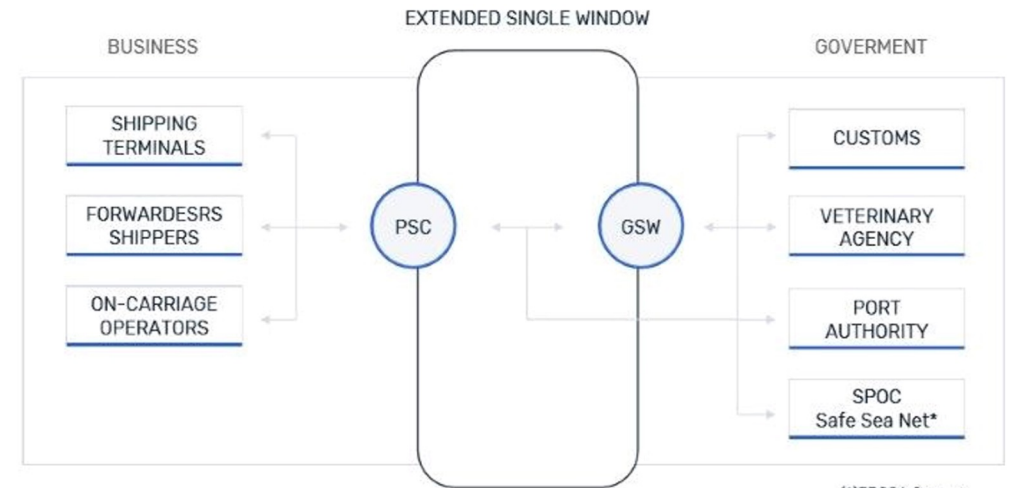 EXTENDED SINGLE WINDOW
BUSINESS
GOVERMENT
SHIPPING
TERMINALS
FORWARDESRS
SHIPPERS
ON-CARRIAGE
OPERATORS
PSC
GSW
CUSTOMS
VETERINARY
AGENCY
PORT
AUTHORITY
SPOC
Safe Sea Net*